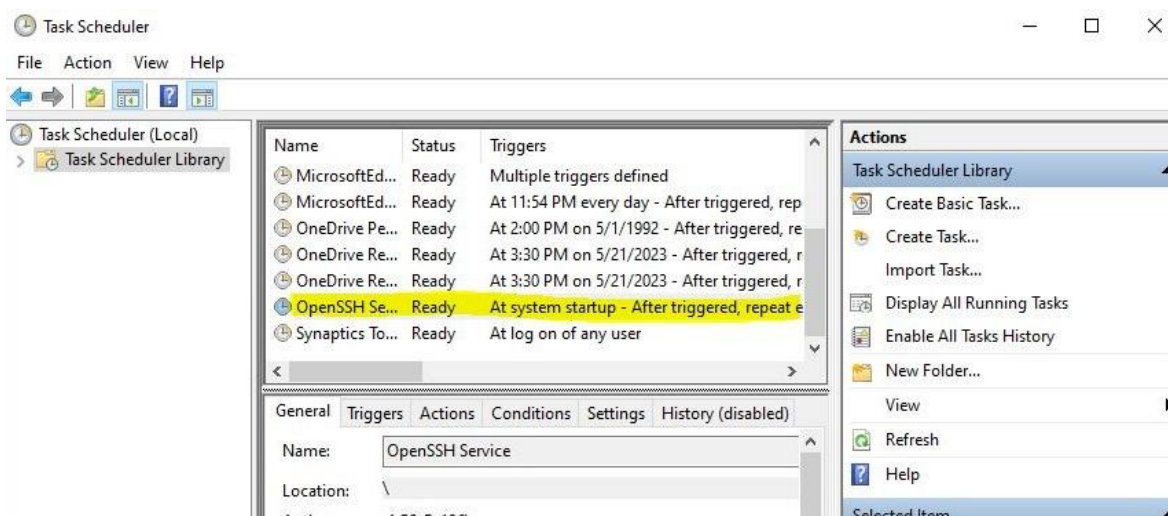 Task Scheduler
File Action View Help
Task Scheduler (Local)
Task Scheduler Library
Name Status Triggers
MicrosoftEd... Ready Multiple triggers defined
MicrosoftEd... Ready At 11:54 PM every day - After triggered, rep
OneDrive Pe... Ready At 2:00 PM on 5/1/1992 - After triggered, re
OneDrive Re... Ready At 3:30 PM on 5/21/2023 - After triggered, r
OneDrive Re... Ready At 3:30 PM on 5/21/2023 - After triggered, r
OpenSSH Se... Ready At system startup - After triggered, repeat e
Synaptics To... Ready At log on of any user
General Triggers Actions Conditions Settings History (disabled)
Name: OpenSSH Service
Location: \
Actions
Task Scheduler Library
Create Basic Task...
Create Task...
Import Task...
Display All Running Tasks
Enable All Tasks History
New Folder...
View
Refresh
Help
Selected Item